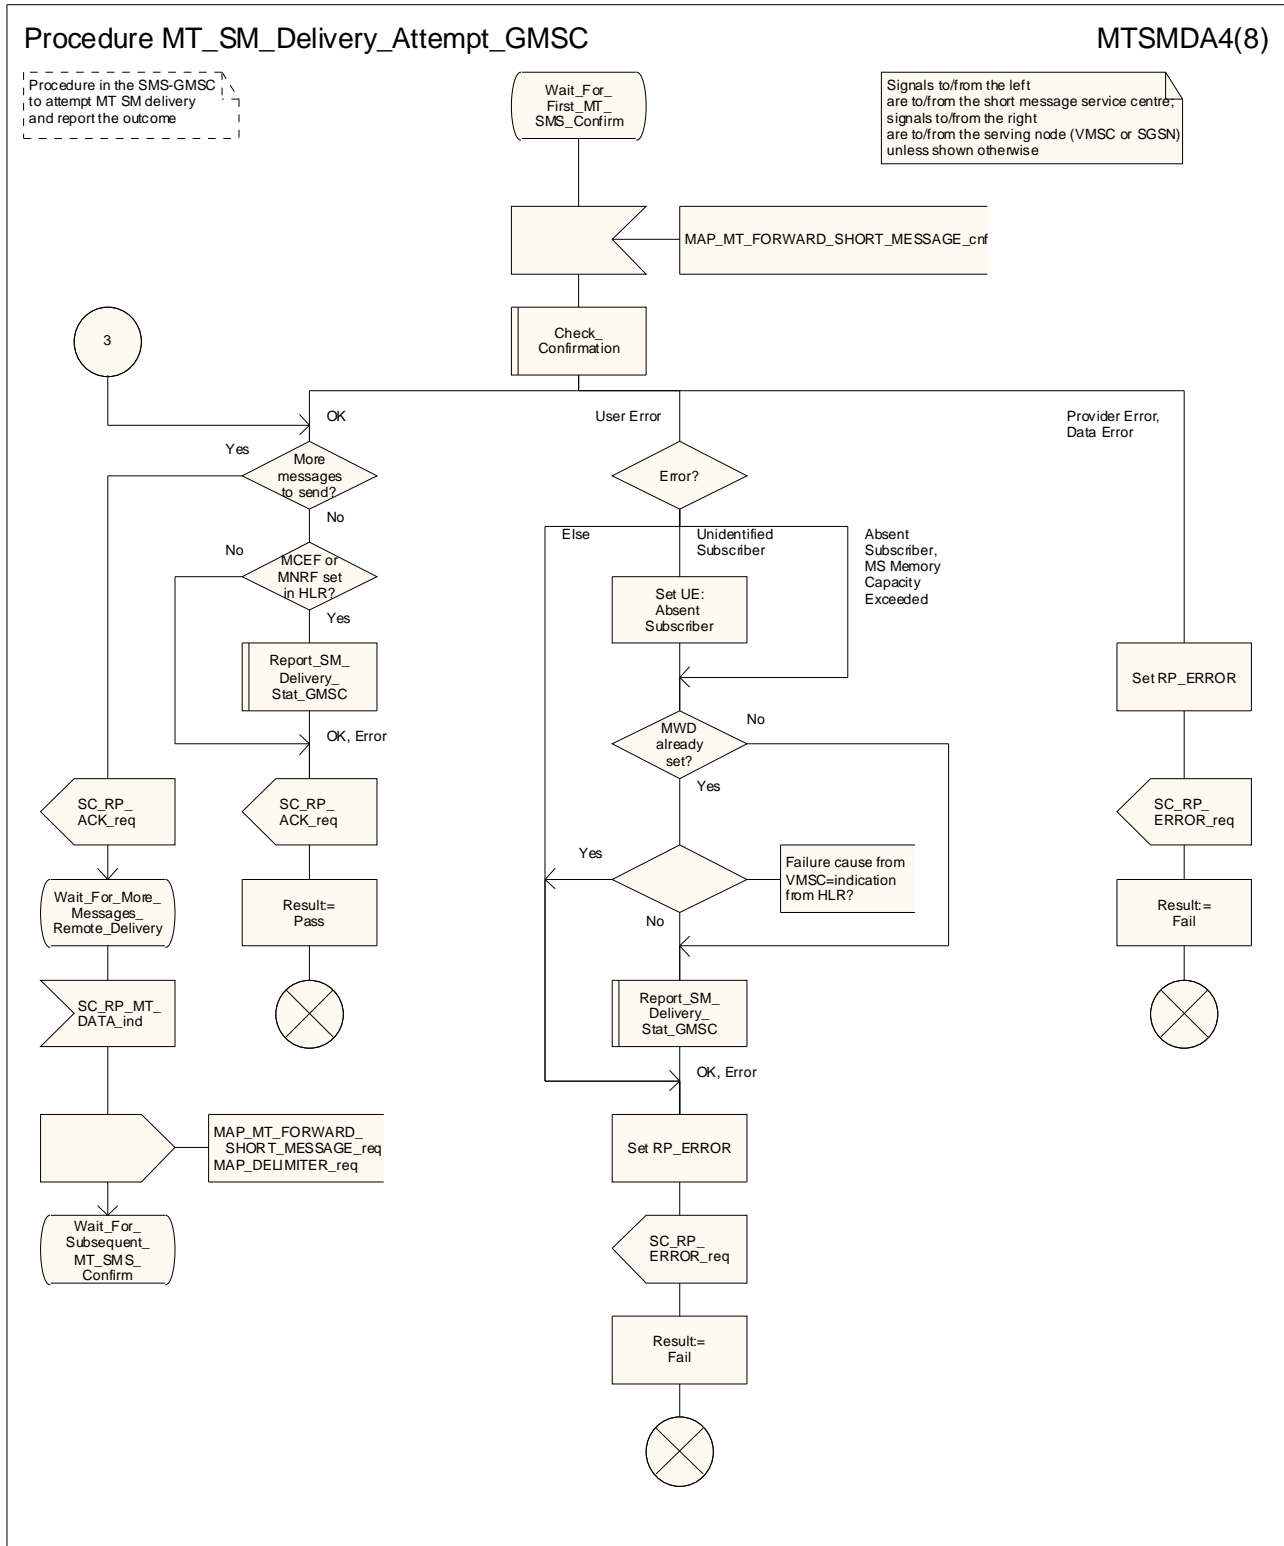 Procedure MT_SM_Delivery_Attempt_GMSC
MTSMDA4(8)
Procedure in the SMS-GMSC
to attempt MT SM delivery
and report the outcome
Wait_For_
First_MT_
SMS_Confirm
Signals to/from the left
are to/from the short message service centre;
signals to/from the right
are to/from the serving node (VMSC or SGSN)
unless shown otherwise
MAP_MT_FORWARD_SHORT_MESSAGE_cnf
3
Check_
Confirmation
OK
User Error
Provider Error,
Data Error
Yes
More
messages
to send?
Error?
No
Else
Unidentified
Subscriber
Absent
Subscriber,
MS Memory
Capacity
Exceeded
No
MCEF or
MNRF set
in HLR?
Set UE:
Absent
Subscriber
Yes
Report_SM_
Delivery_
Stat_GMSC
Set RP_ERROR
OK, Error
MWD
already
set?
No
Yes
SC_RP_
ACK_req
SC_RP_
ACK_req
SC_RP_
ERROR_req
Yes
Failure cause from
VMSC=indication
from HLR?
Wait_For_More_
Messages_
Remote_Delivery
Result:=
Pass
No
Result:=
Fail
SC_RP_MT_
DATA_ind
Report_SM_
Delivery_
Stat_GMSC
OK, Error
MAP_MT_FORWARD_
SHORT_MESSAGE_req
MAP_DELIMITER_req
Set RP_ERROR
Wait_For_
Subsequent_
MT_SMS_
Confirm
SC_RP_
ERROR_req
Result:=
Fail